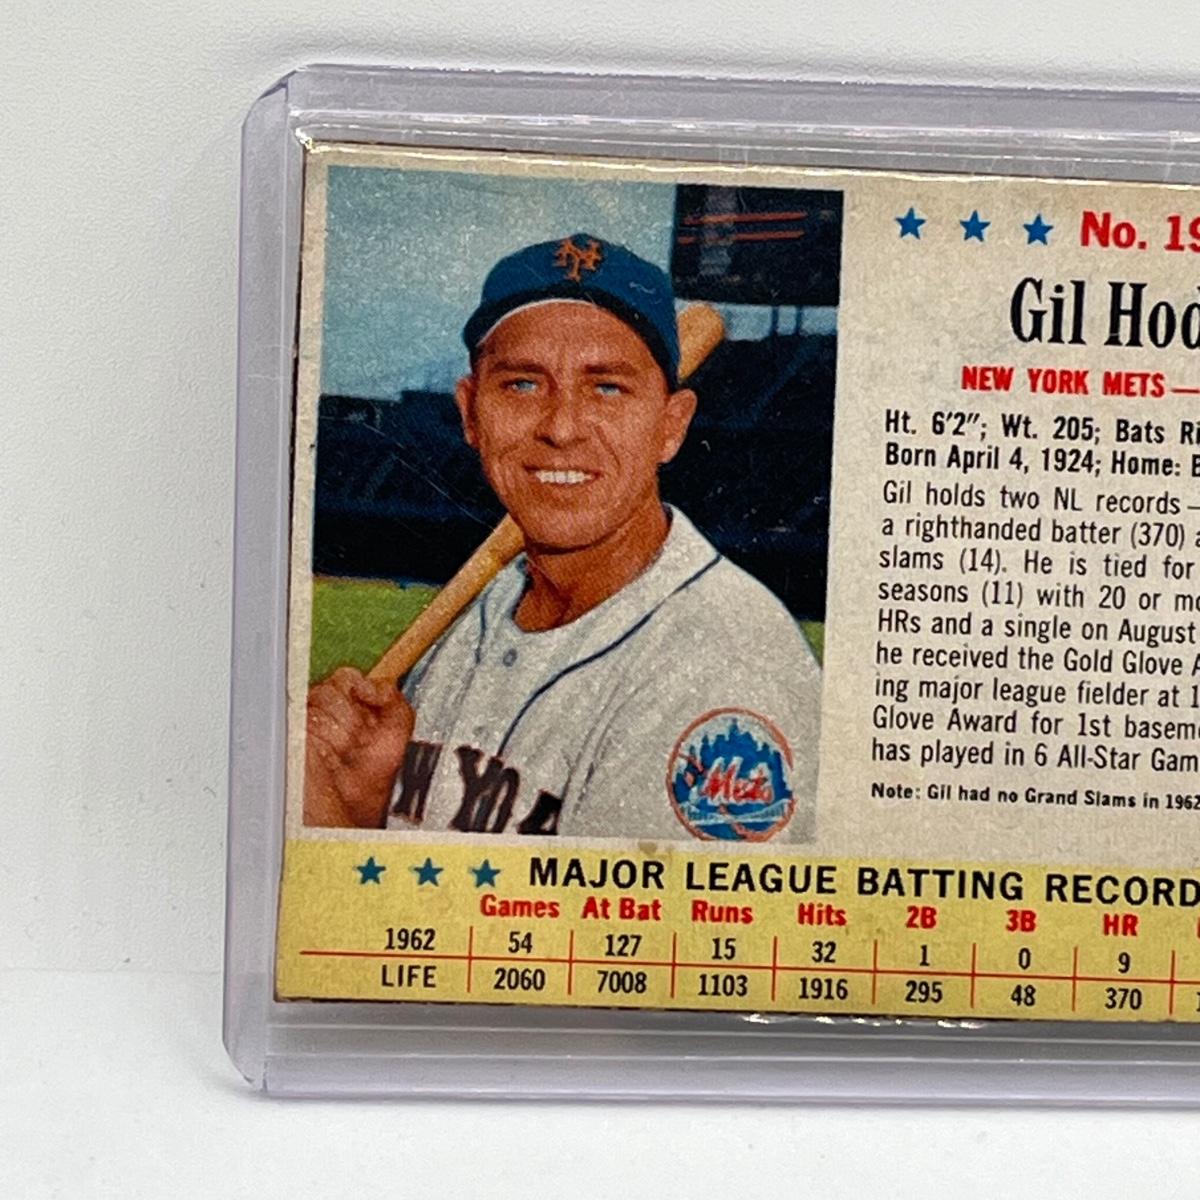 NY
W YO
Mets
★ ★ ★ No. 19
Gil Hod
NEW YORK METS —
Ht. 6'2"; Wt. 205; Bats Ri
Born April 4, 1924; Home: B
Gil holds two NL records —
a righthanded batter (370) a
slams (14). He is tied for
seasons (11) with 20 or mo
HRs and a single on August
he received the Gold Glove A
ing major league fielder at 1
Glove Award for 1st baseme
has played in 6 All-Star Gam
Note: Gil had no Grand Slams in 1962
★ ★ ★ MAJOR LEAGUE BATTING RECORD
Games At Bat Runs Hits 2B 3B HR
1962 54 127 15 32 1 0 9
LIFE 2060 7008 1103 1916 295 48 370